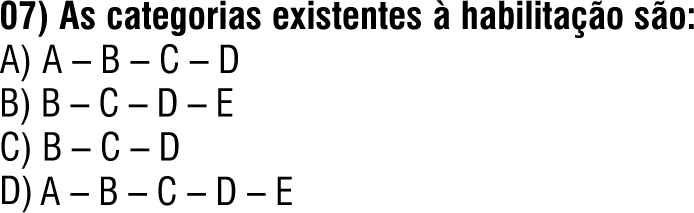 07) As categorias existentes à habilitação são:
A) A – B – C – D
B) B – C – D – E
C) B – C – D
D) A – B – C – D – E